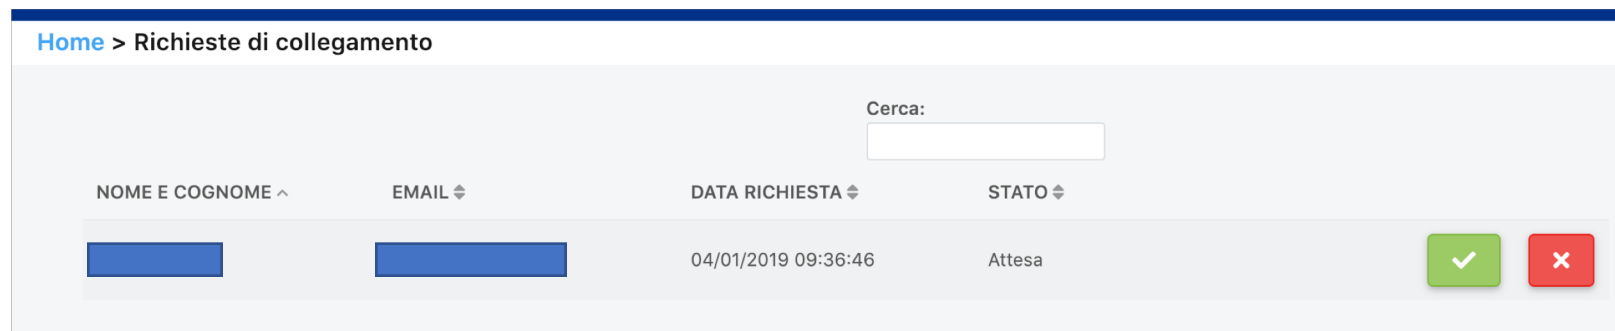 Home > Richieste di collegamento
Cerca:
NOME E COGNOME EMAIL DATA RICHIESTA STATO
04/01/2019 09:36:46 Attesa